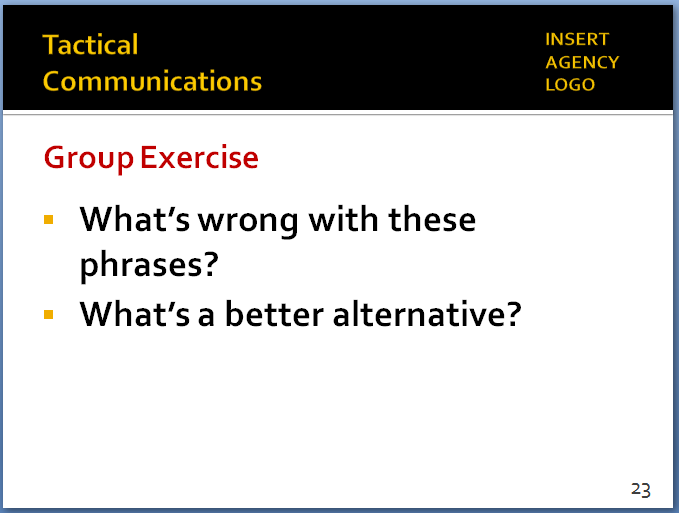 Tactical
Communications
INSERT
AGENCY
LOGO
Group Exercise
What's wrong with these
phrases?
What's a better alternative?
23